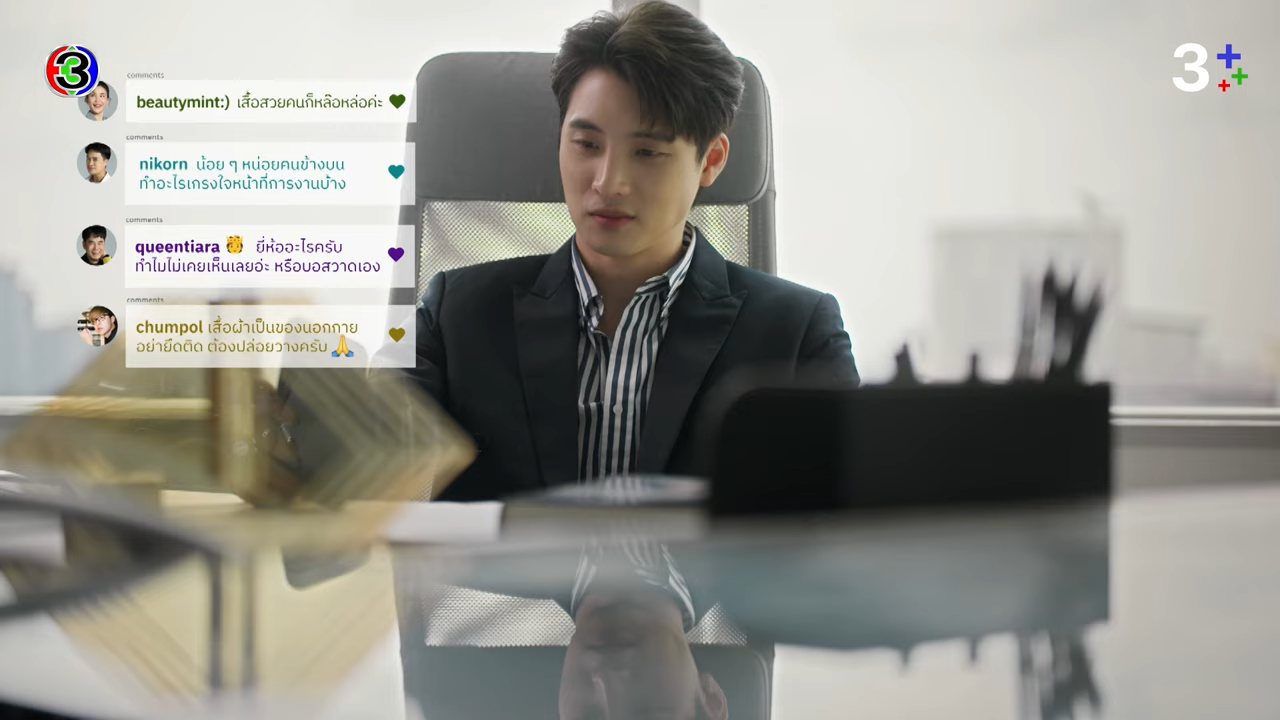 3
3+
comments
beautymint:) เสื้อสวยคนก็หล๊อหล่อค่ะ
comments
nikorn น้อย ๆ หน่อยคนข้างบน
ทำอะไรเกรงใจหน้าที่การงานบ้าง
comments
queentiara 👸 ยี่ห้ออะไรครับ
ทำไมไม่เคยเห็นเลยอ่ะ หรือบอสวาดเอง
comments
chumpol เสื้อผ้าเป็นของนอกกาย
อย่ายึดติด ต้องปล่อยวางครับ 🙏